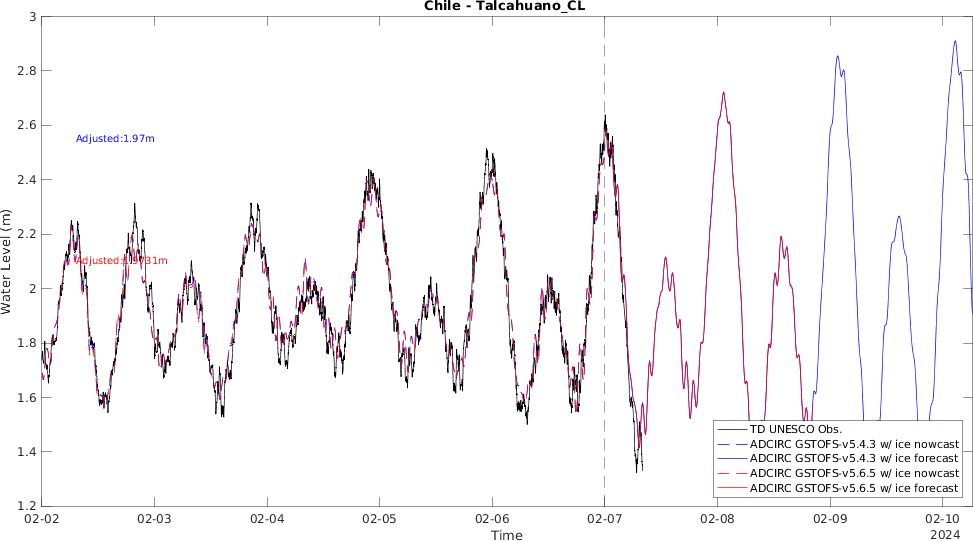 Chile - Talcahuano_CL
3
2.8
2.6
2.4
2.2
2
1.8
1.6
1.4
1.2
Water Level (m)
Adjusted:1.97m
Adjusted:1.9731m
TD UNESCO Obs.
ADCIRC GSTOFS-v5.4.3 w/ ice nowcast
ADCIRC GSTOFS-v5.4.3 w/ ice forecast
ADCIRC GSTOFS-v5.6.5 w/ ice nowcast
ADCIRC GSTOFS-v5.6.5 w/ ice forecast
02-02 02-03 02-04 02-05 02-06 02-07 02-08 02-09 02-10
Time
2024